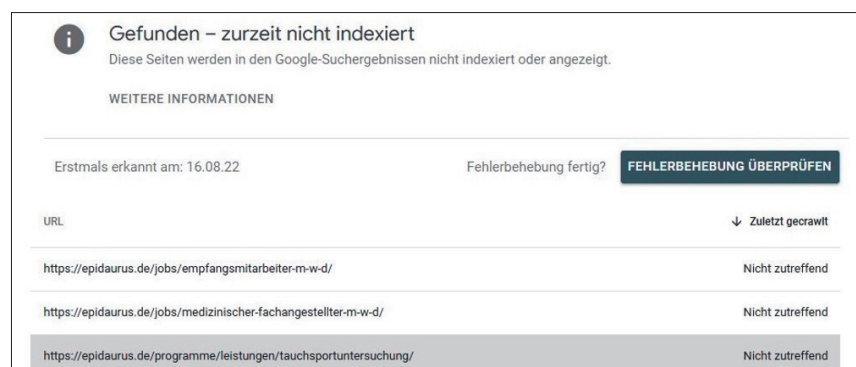 Gefunden – zurzeit nicht indexiert
Diese Seiten werden in den Google-Suchergebnissen nicht indexiert oder angezeigt.
WEITERE INFORMATIONEN
Erstmals erkannt am: 16.08.22 Fehlerbehebung fertig? FEHLERBEHEBUNG ÜBERPRÜFEN
URL ↓ Zuletzt gecrawlt
https://epidaurus.de/jobs/empfangsmitarbeiter-m-w-d/ Nicht zutreffend
https://epidaurus.de/jobs/medizinischer-fachangestellter-m-w-d/ Nicht zutreffend
https://epidaurus.de/programme/leistungen/tauchsportuntersuchung/ Nicht zutreffend